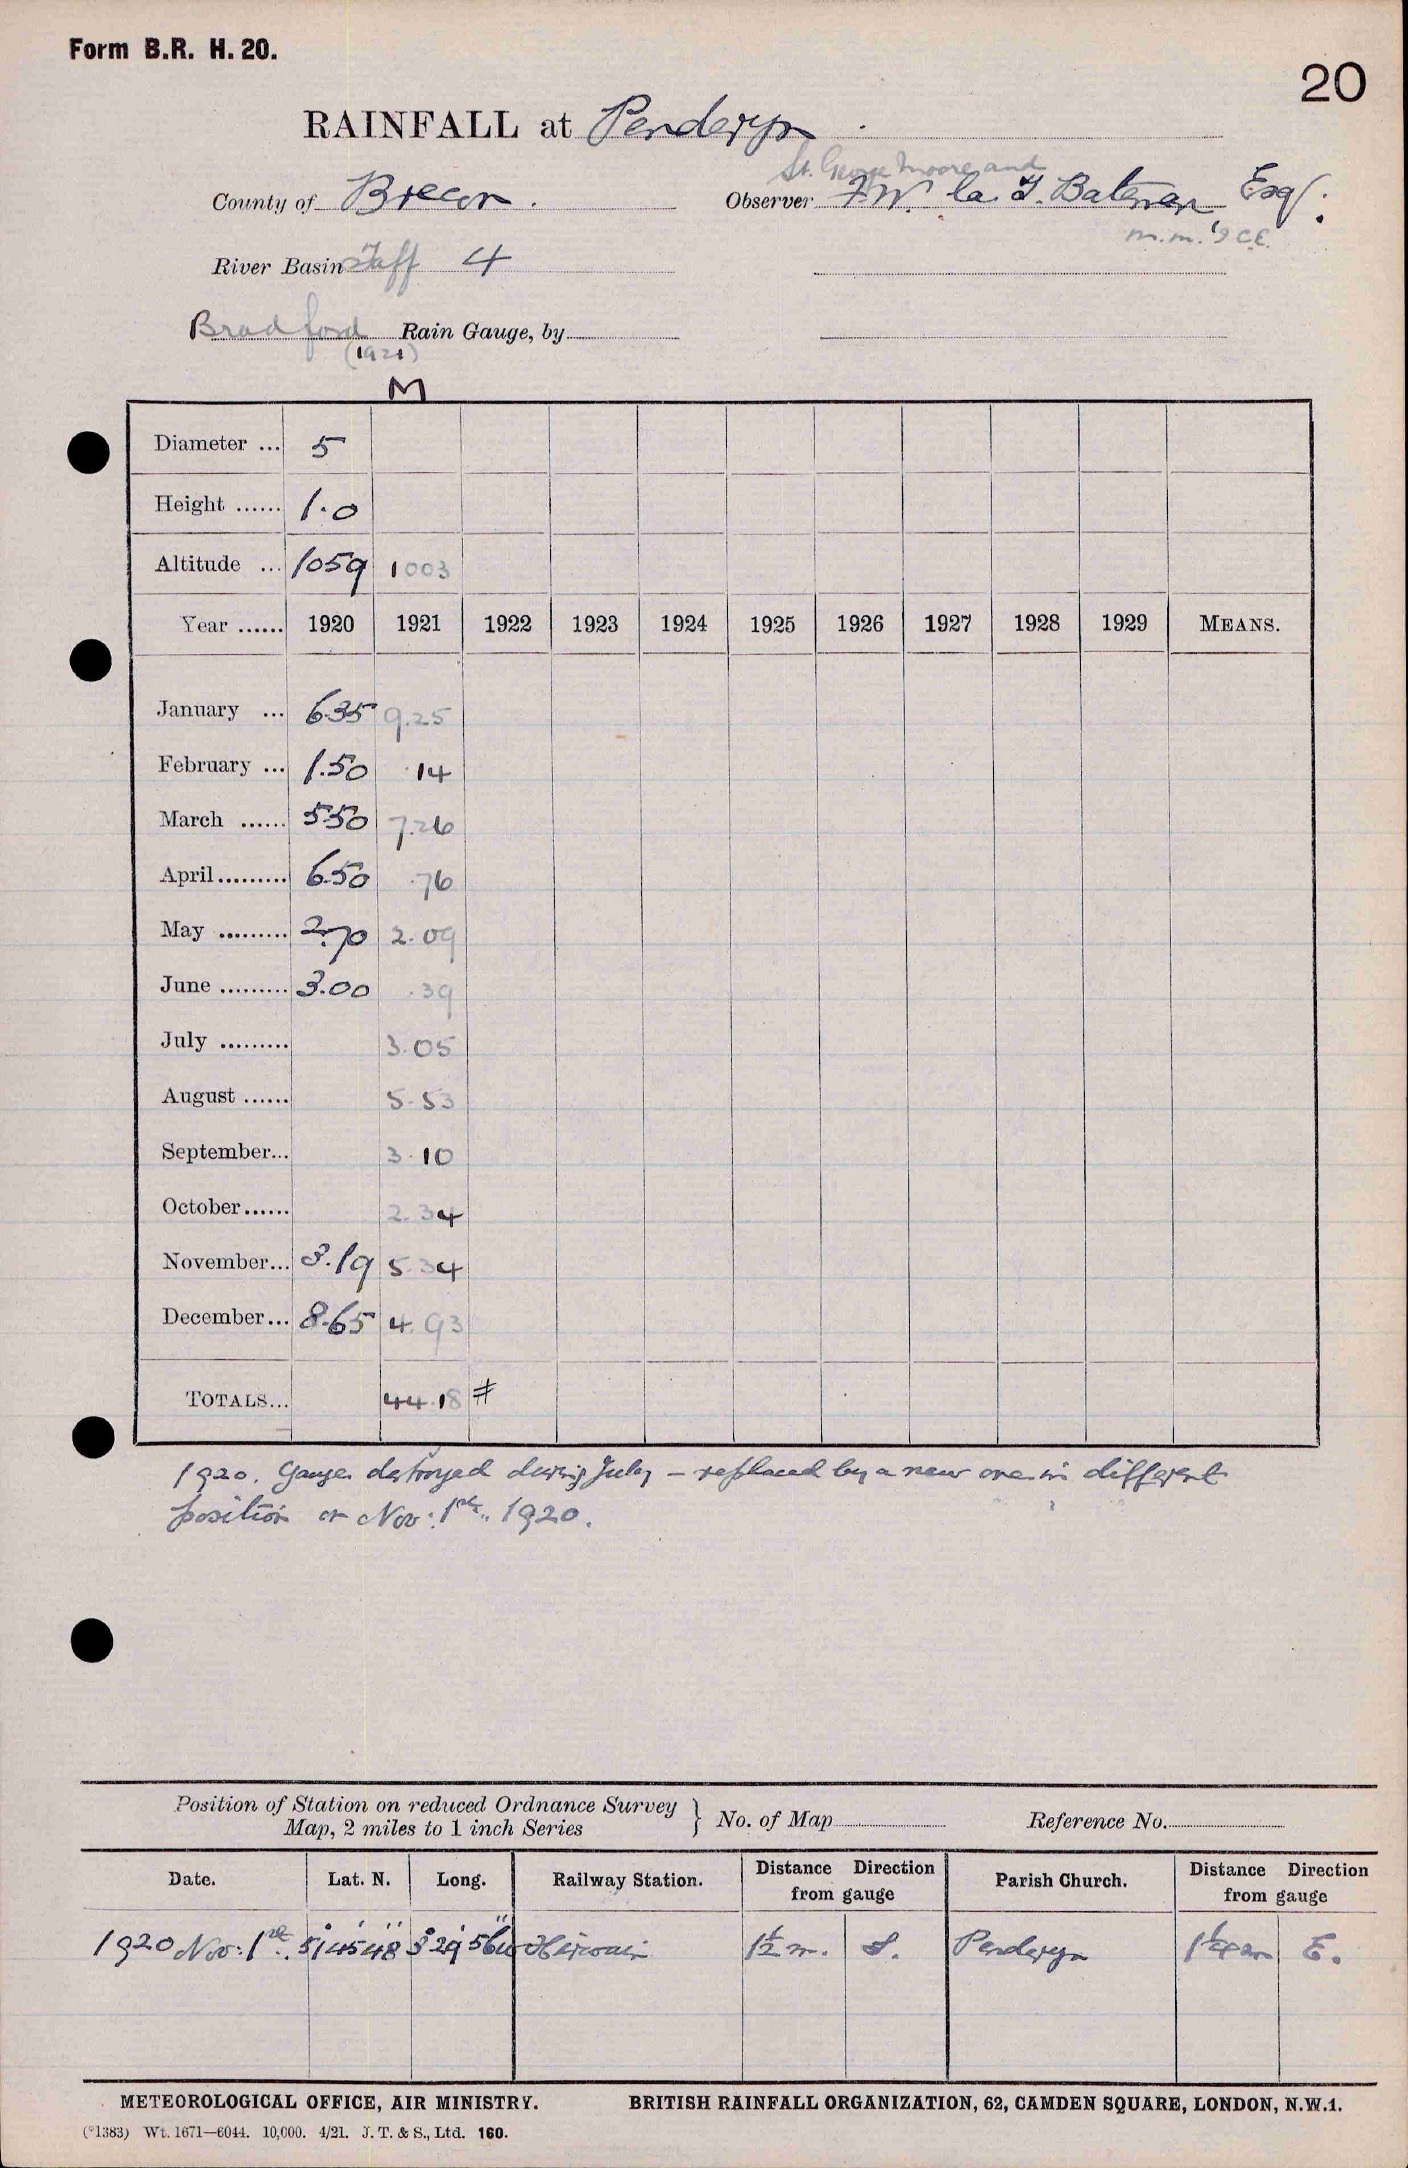 Form B.R. H. 20.
20
RAINFALL at Penderyn
St. George Moore and
County of Brecon. Observer F. W. la T. Bateman Esq.
M.M. I C.E.
River Basin Taff 4
Bradford Rain Gauge, by
(1921)
M
Diameter ... 5
Height ...... 1.0
Altitude ... 1059 1003
Year ...... 1920 1921 1922 1923 1924 1925 1926 1927 1928 1929 MEANS.
January ... 6.35 9.25
February ... 1.50 .14
March ...... 5.50 7.26
April ......... 6.50 .76
May ......... 2.70 2.09
June ......... 3.00 .39
July ......... 3.05
August ...... 5.53
September... 3.10
October ...... 2.34
November... 3.19 5.34
December... 8.65 4.93
TOTALS... 44.18 #
1920. Gauge destroyed during July – replaced by a new one in different
position on Nov: 1st. 1920.
Position of Station on reduced Ordnance Survey
Map, 2 miles to 1 inch Series } No. of Map Reference No.
Date. Lat. N. Long. Railway Station. Distance Direction from gauge Parish Church. Distance Direction from gauge
1920 Nov: 1st. 51° 45' 48" 3° 29' 56" W Hirwain 1½ m. S. Penderyn 1¼ m E.
METEOROLOGICAL OFFICE, AIR MINISTRY. BRITISH RAINFALL ORGANIZATION, 62, CAMDEN SQUARE, LONDON, N.W.1.
(*1383) Wt. 1671—6044. 10,000. 4/21. J. T. & S., Ltd. 160.